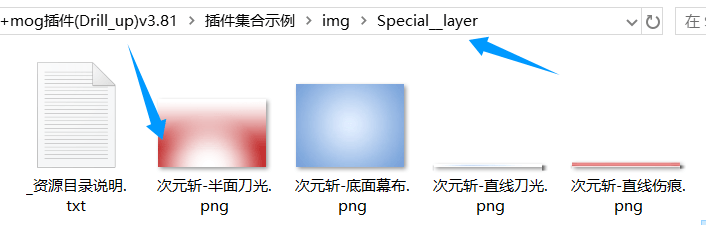 +mog插件(Drill_up)v3.81 > 插件集合示例 > img > Special__layer
在
_资源目录说明.
txt
次元斩-半面刀光.
png
次元斩-底面幕布.
png
次元斩-直线刀光.
png
次元斩-直线伤痕.
png